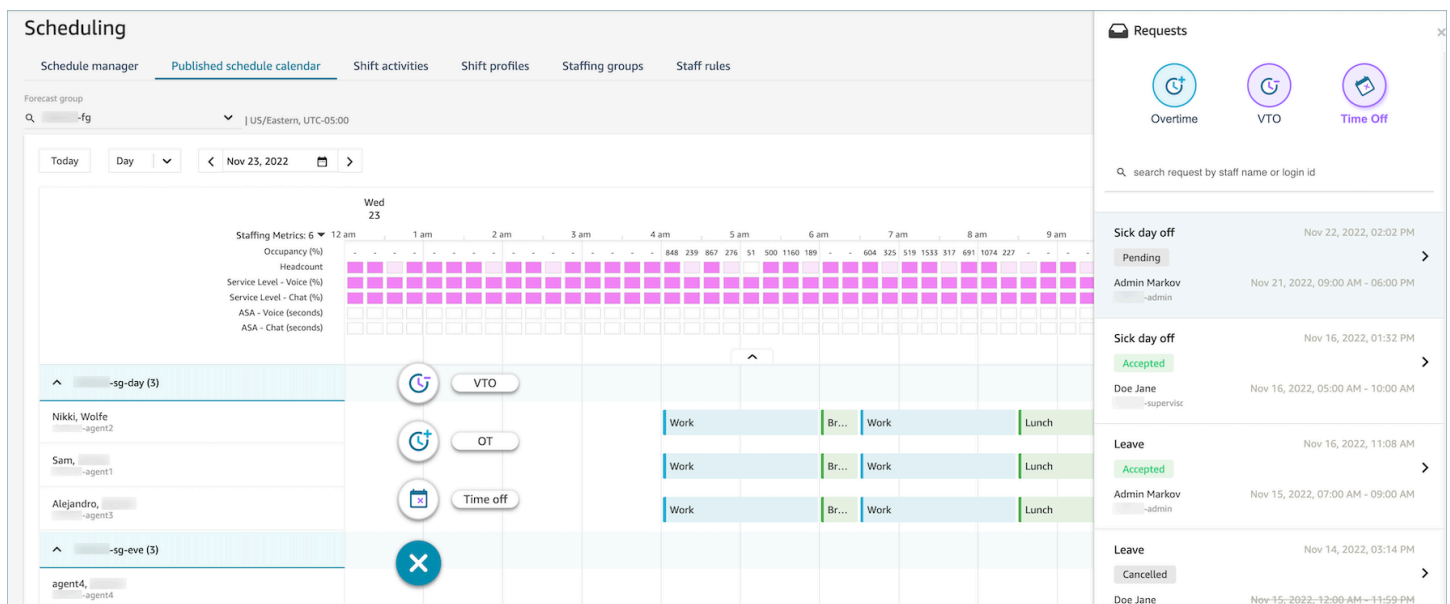 Scheduling
Schedule manager Published schedule calendar Shift activities Shift profiles Staffing groups Staff rules
Forecast group
-fg | US/Eastern, UTC-05:00
Today Day Nov 23, 2022
Wed
23
Staffing Metrics: 6 12 am 1 am 2 am 3 am 4 am 5 am 6 am 7 am 8 am 9 am
Occupancy (%) - - - - - - - - - - - - - - - - 848 239 867 276 51 500 1160 189 - - 604 325 519 1533 317 691 1074 227 - - - -
Headcount
Service Level - Voice (%)
Service Level - Chat (%)
ASA - Voice (seconds)
ASA - Chat (seconds)
-sg-day (3)
VTO
Nikki, Wolfe
-agent2
Work Br... Work Lunch
OT
Sam,
-agent1
Work Br... Work Lunch
Time off
Alejandro,
-agent3
Work Br... Work Lunch
-sg-eve (3)
agent4,
-agent4
Requests
Overtime VTO Time Off
search request by staff name or login id
Sick day off Nov 22, 2022, 02:02 PM
Pending
Admin Markov Nov 21, 2022, 09:00 AM - 06:00 PM
-admin
Sick day off Nov 16, 2022, 01:32 PM
Accepted
Doe Jane Nov 16, 2022, 05:00 AM - 10:00 AM
-supervisc
Leave Nov 16, 2022, 11:08 AM
Accepted
Admin Markov Nov 15, 2022, 07:00 AM - 09:00 AM
-admin
Leave Nov 14, 2022, 03:14 PM
Cancelled
Doe Jane Nov 15, 2022, 12:00 AM - 11:59 PM